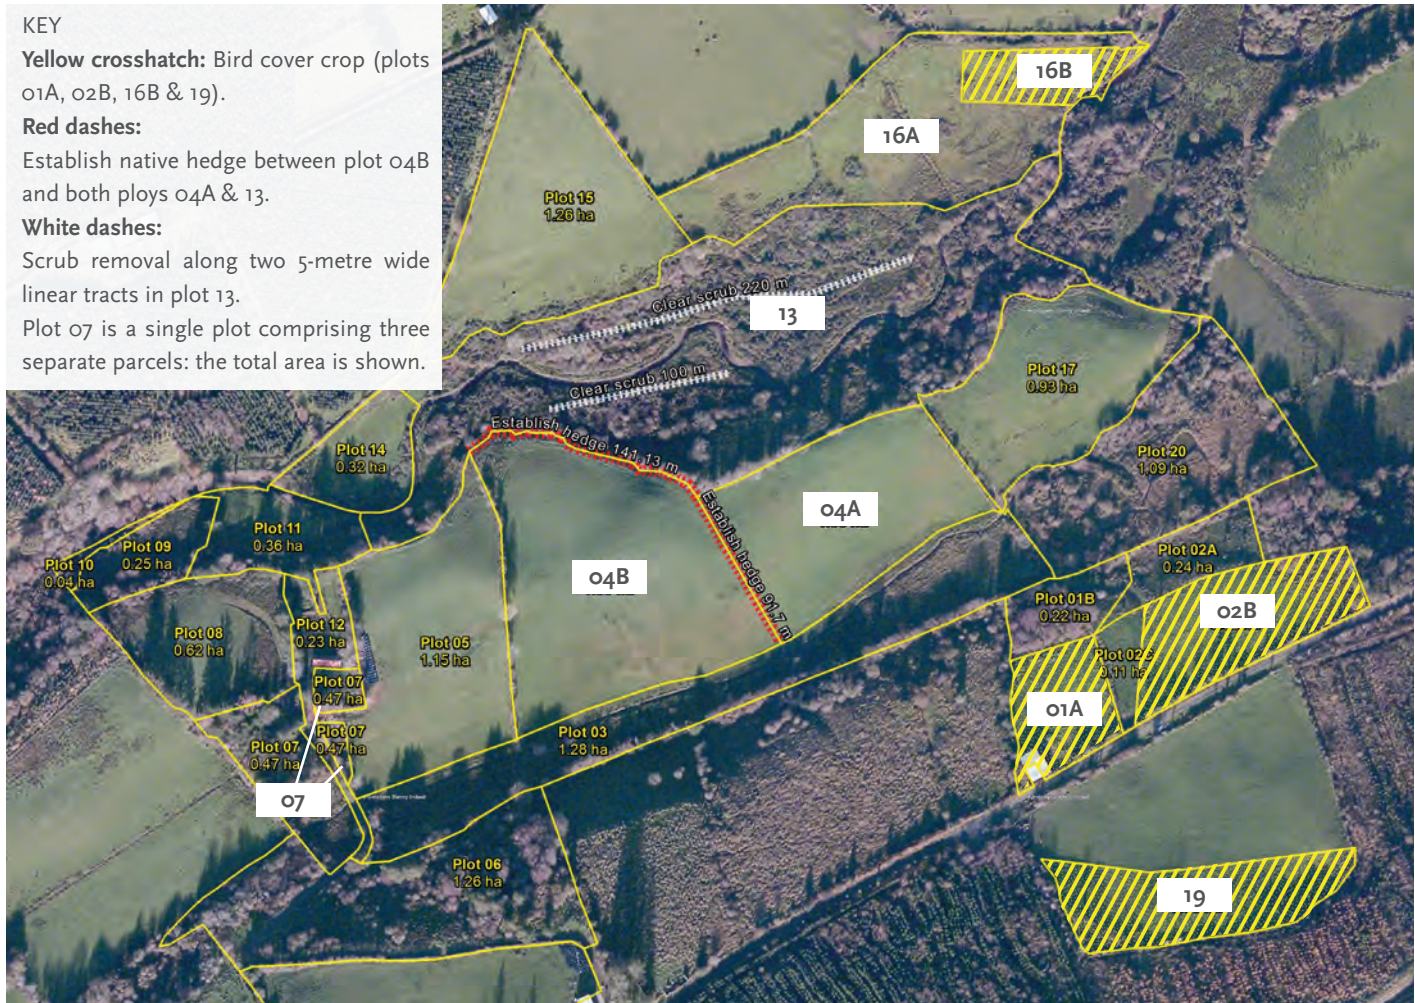 KEY
Yellow crosshatch: Bird cover crop (plots
01A, 02B, 16B & 19).
Red dashes:
Establish native hedge between plot 04B
and both ploys 04A & 13.
White dashes:
Scrub removal along two 5-metre wide
linear tracts in plot 13.
Plot 07 is a single plot comprising three
separate parcels: the total area is shown.
16B
16A
Plot 15
1.26 ha
Clear scrub 220 m
13
Clear scrub 100 m
Plot 17
0.93 ha
Establish hedge 141.13 m
Plot 14
0.32 ha
Plot 20
1.09 ha
Establish hedge 91.7 m
04A
Plot 11
0.36 ha
Plot 09
0.25 ha
Plot 10
0.04 ha
04B
Plot 02A
0.24 ha
Plot 01B
0.22 ha
02B
Plot 12
0.23 ha
Plot 08
0.62 ha
Plot 05
1.15 ha
Plot 02C
0.11 ha
Plot 07
0.47 ha
01A
Plot 03
1.28 ha
Plot 07
0.47 ha
Plot 07
0.47 ha
07
Plot 06
1.26 ha
19